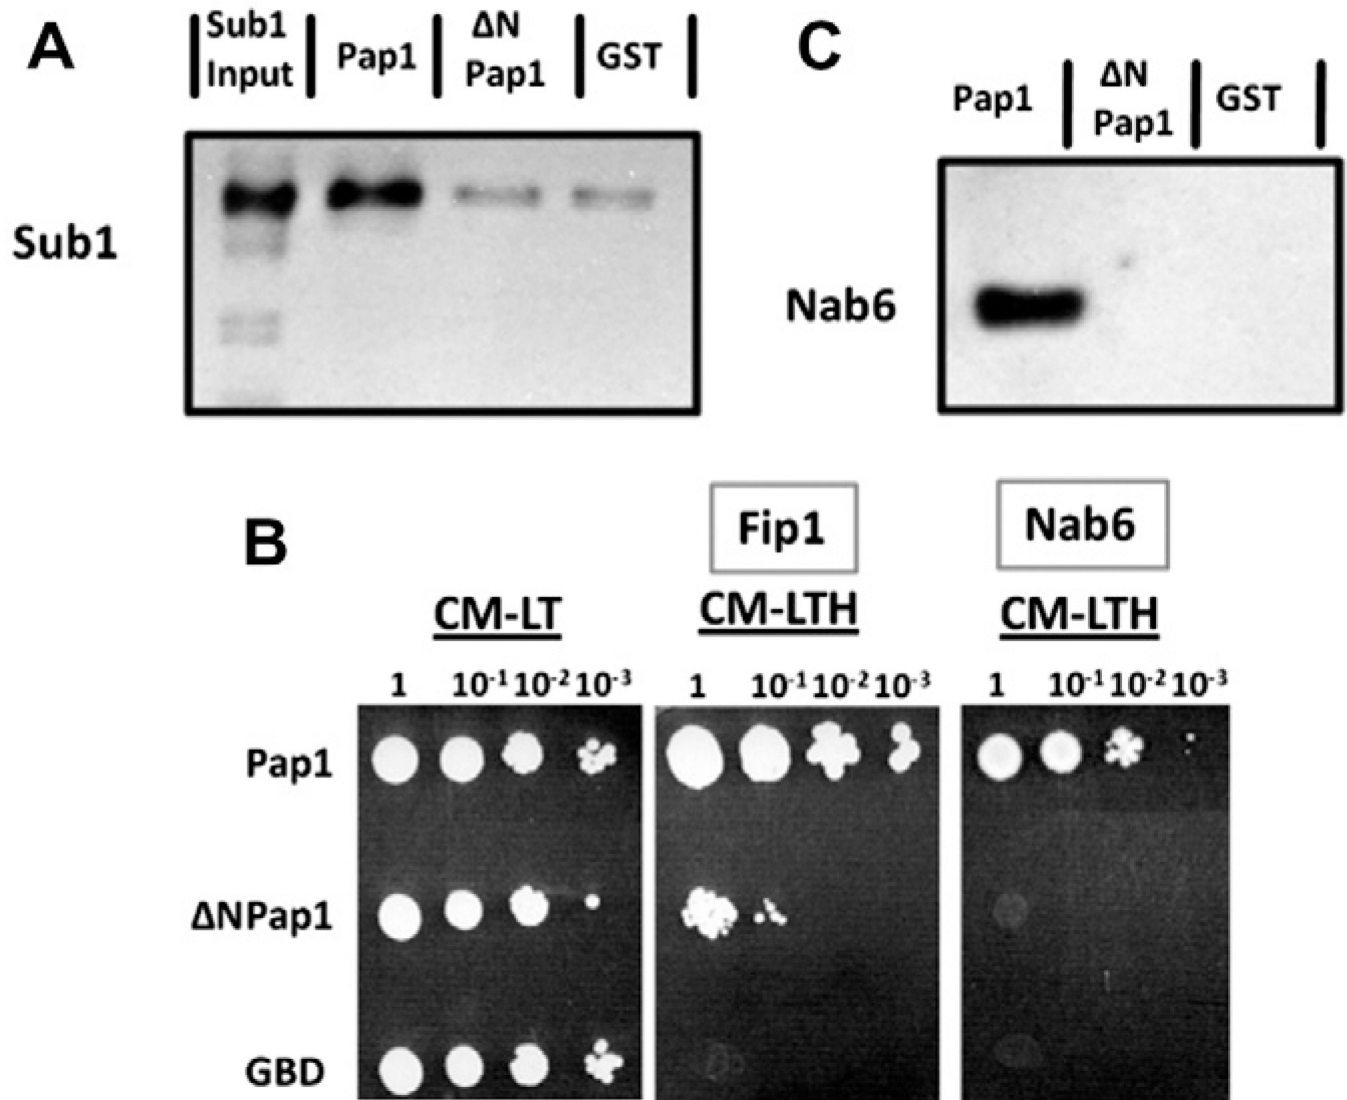 A
Sub1 Input
Pap1
ΔN Pap1
GST
Sub1
C
Pap1
ΔN Pap1
GST
Nab6
B
Fip1
Nab6
CM-LT
CM-LTH
CM-LTH
1 10⁻¹ 10⁻² 10⁻³
1 10⁻¹ 10⁻² 10⁻³
1 10⁻¹ 10⁻² 10⁻³
Pap1
ΔNPap1
GBD